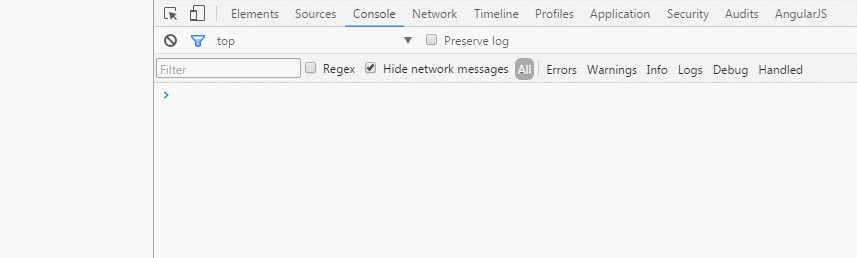 Elements Sources Console Network Timeline Profiles Application Security Audits AngularJS
top Preserve log
Filter Regex Hide network messages All Errors Warnings Info Logs Debug Handled